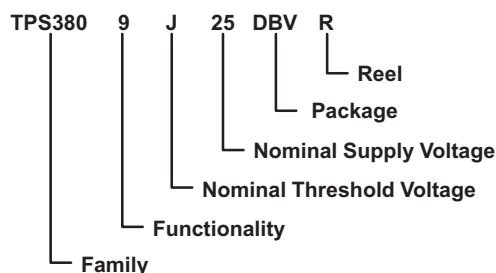 TPS380 9 J 25 DBV R
Reel
Package
Nominal Supply Voltage
Nominal Threshold Voltage
Functionality
Family